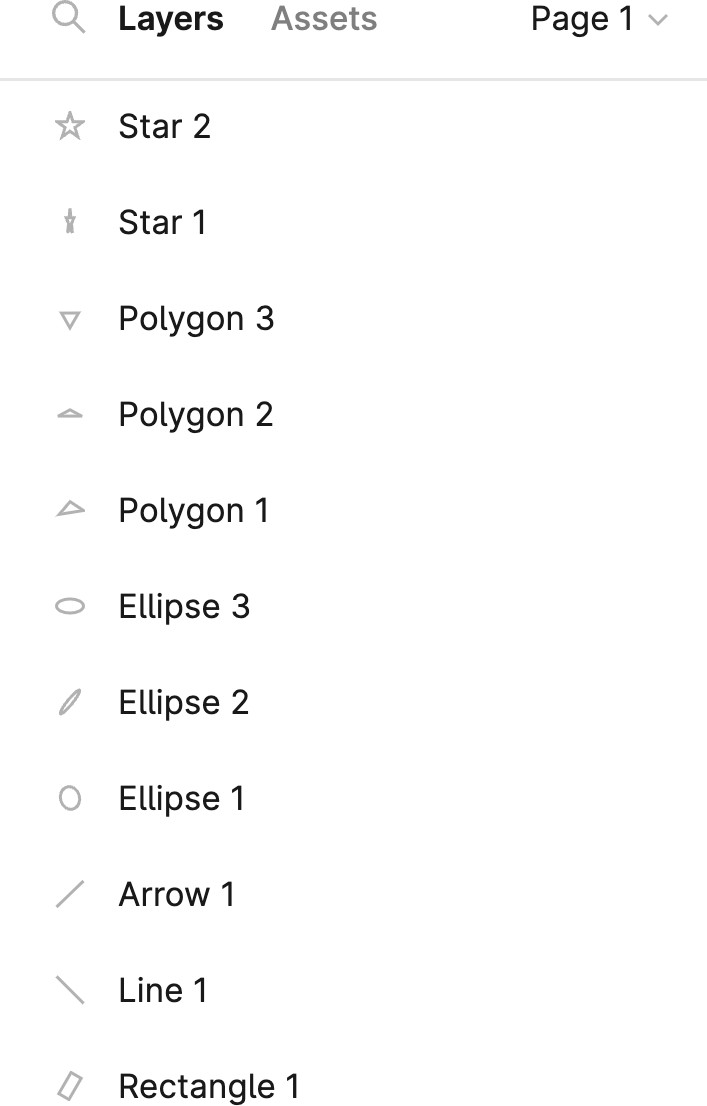 Layers Assets Page 1
Star 2
Star 1
Polygon 3
Polygon 2
Polygon 1
Ellipse 3
Ellipse 2
Ellipse 1
Arrow 1
Line 1
Rectangle 1